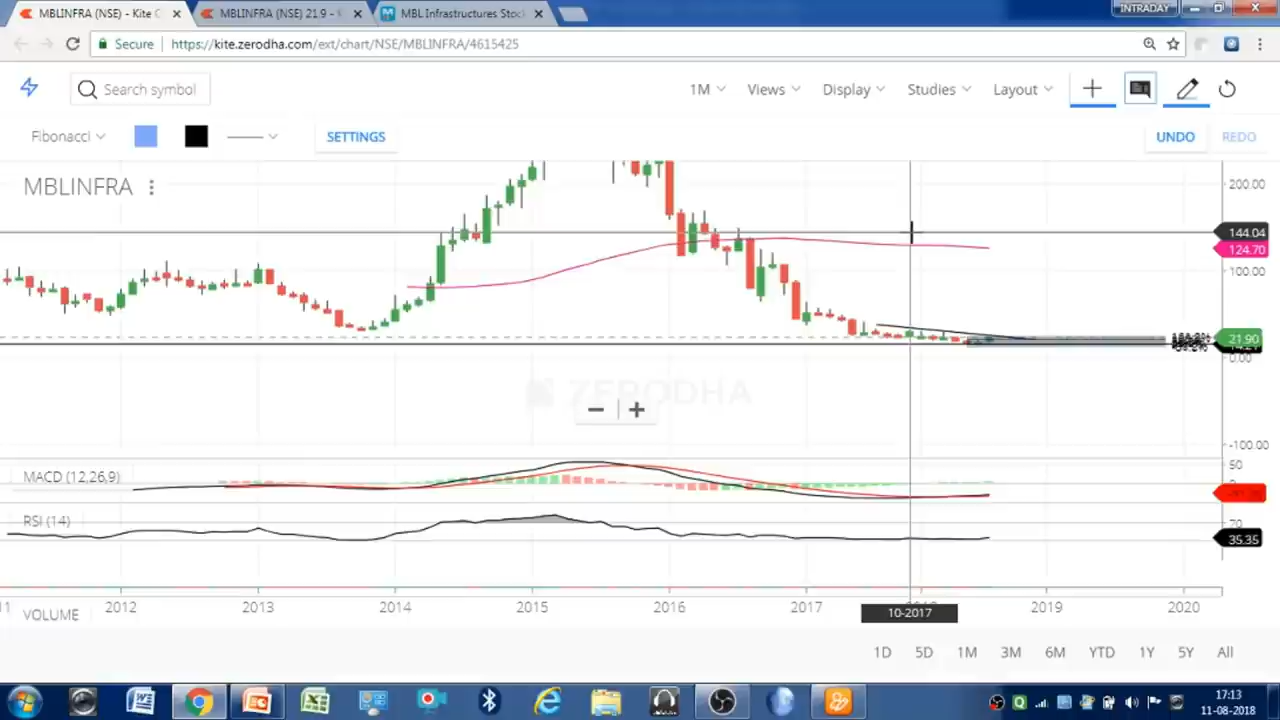 MBLINFRA (NSE) - Kite C
MBLINFRA (NSE) 21.9 -
MBL Infrastructures Stoc
INTRADAY
Secure
https://kite.zerodha.com/ext/chart/NSE/MBLINFRA/4615425
Search symbol
1M
Views
Display
Studies
Layout
Fibonacci
SETTINGS
UNDO
REDO
MBLINFRA
200.00
144.04
124.70
100.00
21.90
0.00
ZERODHA
-100.00
MACD (12,26,9)
50
RSI (14)
70
35.35
2012
2013
2014
2015
2016
2017
2019
2020
10-2017
VOLUME
1D
5D
1M
3M
6M
YTD
1Y
5Y
All
17:13
11-08-2018